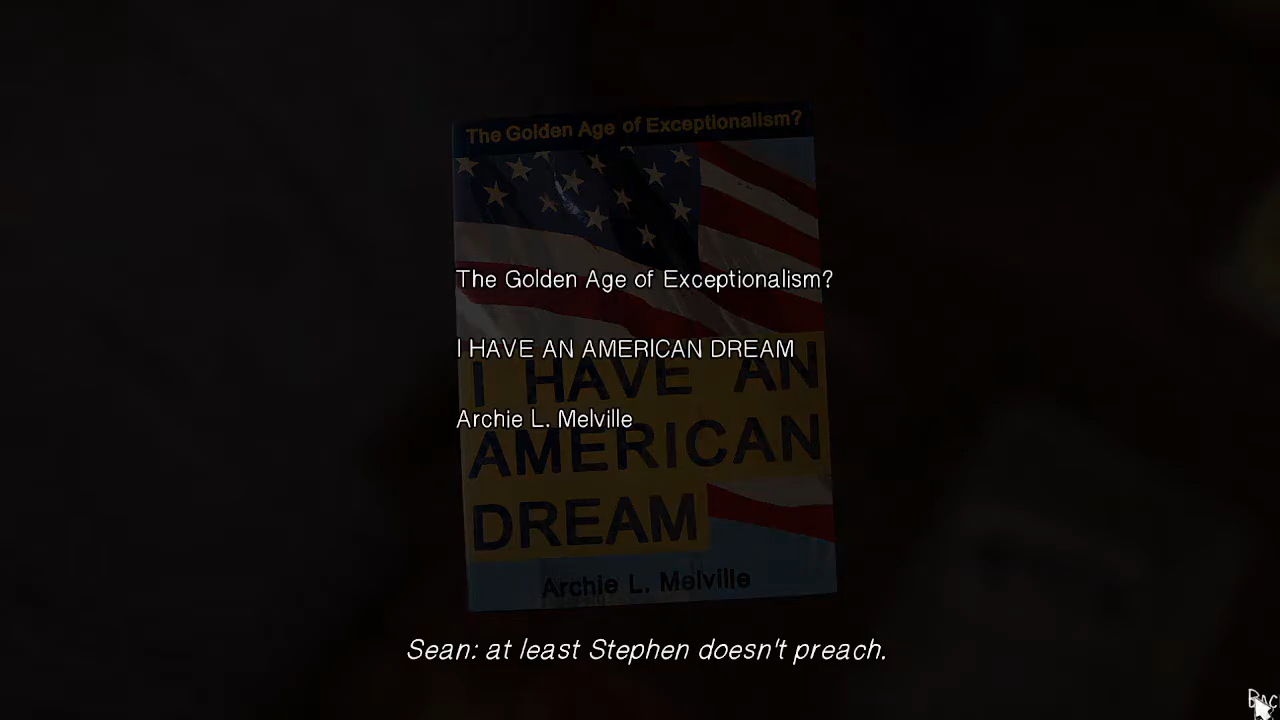 The Golden Age of Exceptionalism?
The Golden Age of Exceptionalism?
I HAVE AN AMERICAN DREAM
I HAVE AN
Archie L. Melville
AMERICAN
DREAM
Archie L. Melville
Sean: at least Stephen doesn't preach.